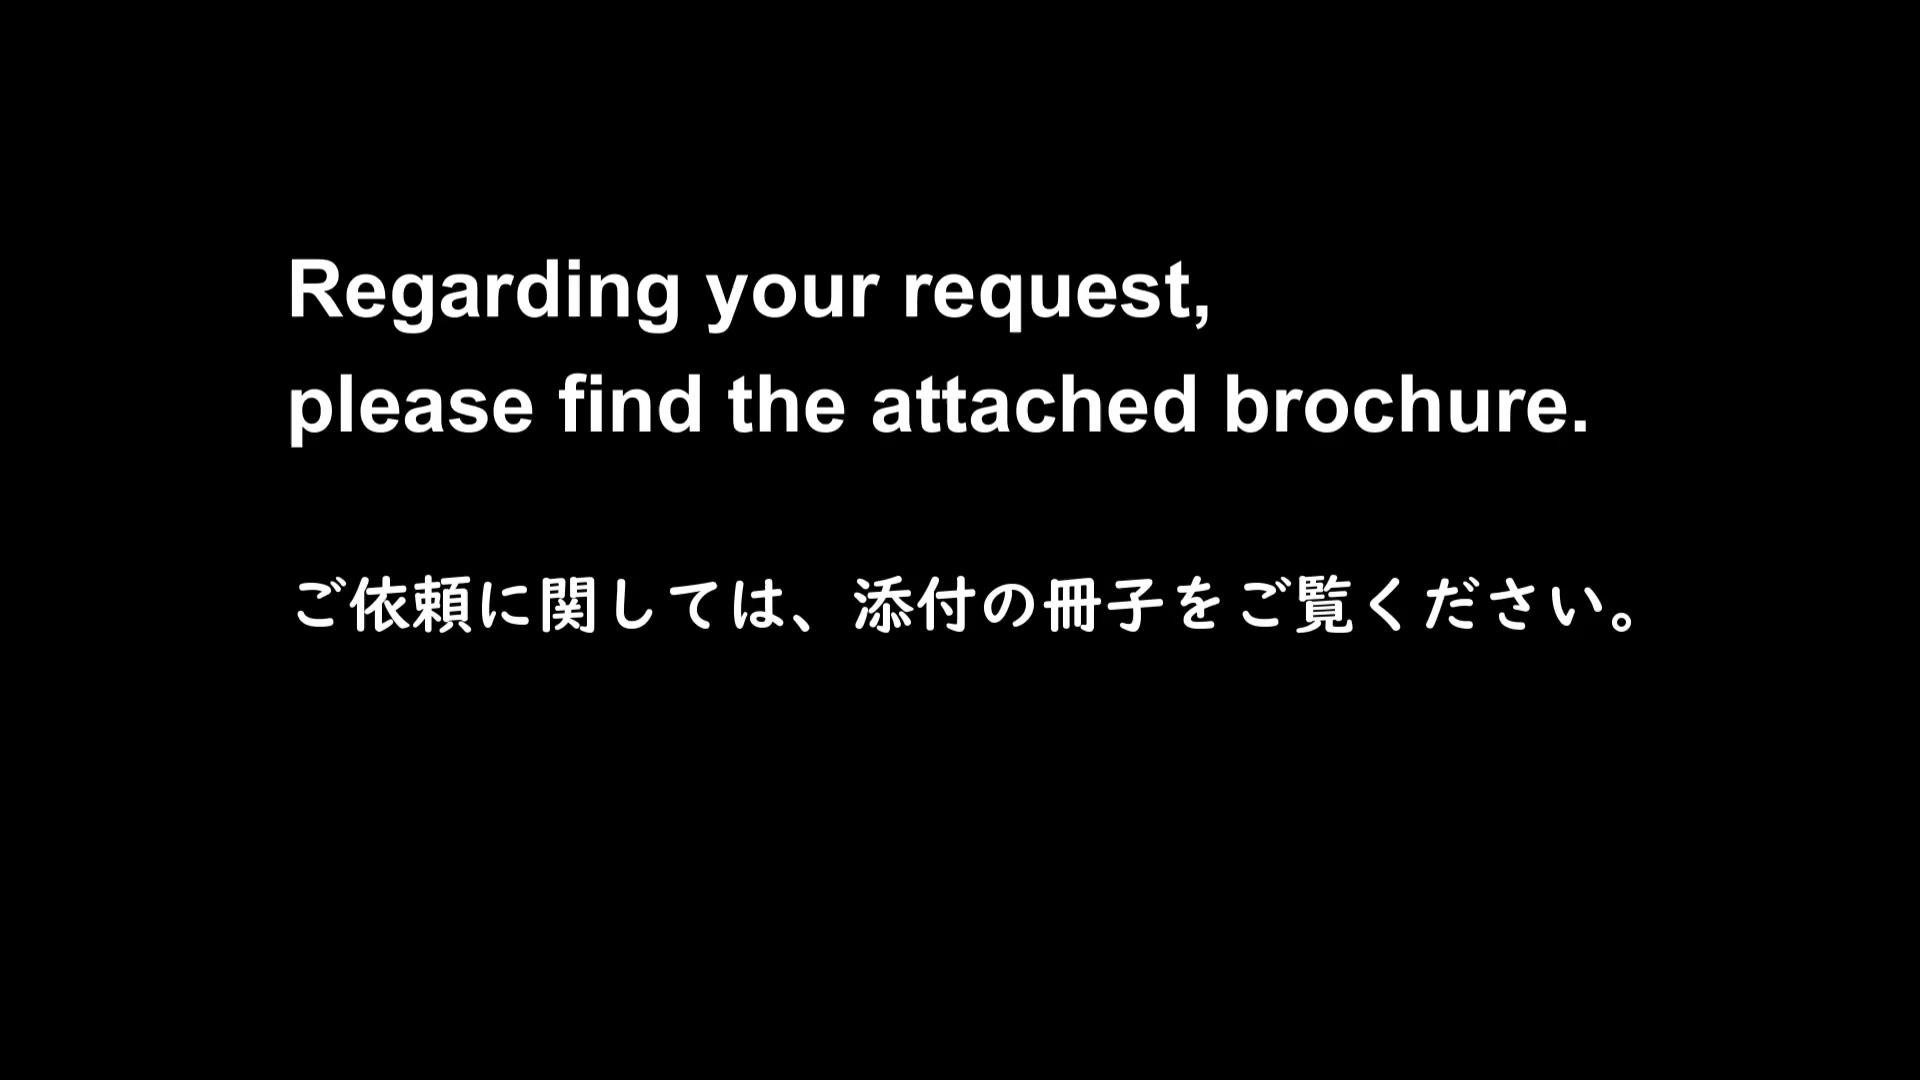 Regarding your request,
please find the attached brochure.
ご依頼に関しては、添付の冊子をご覧ください。